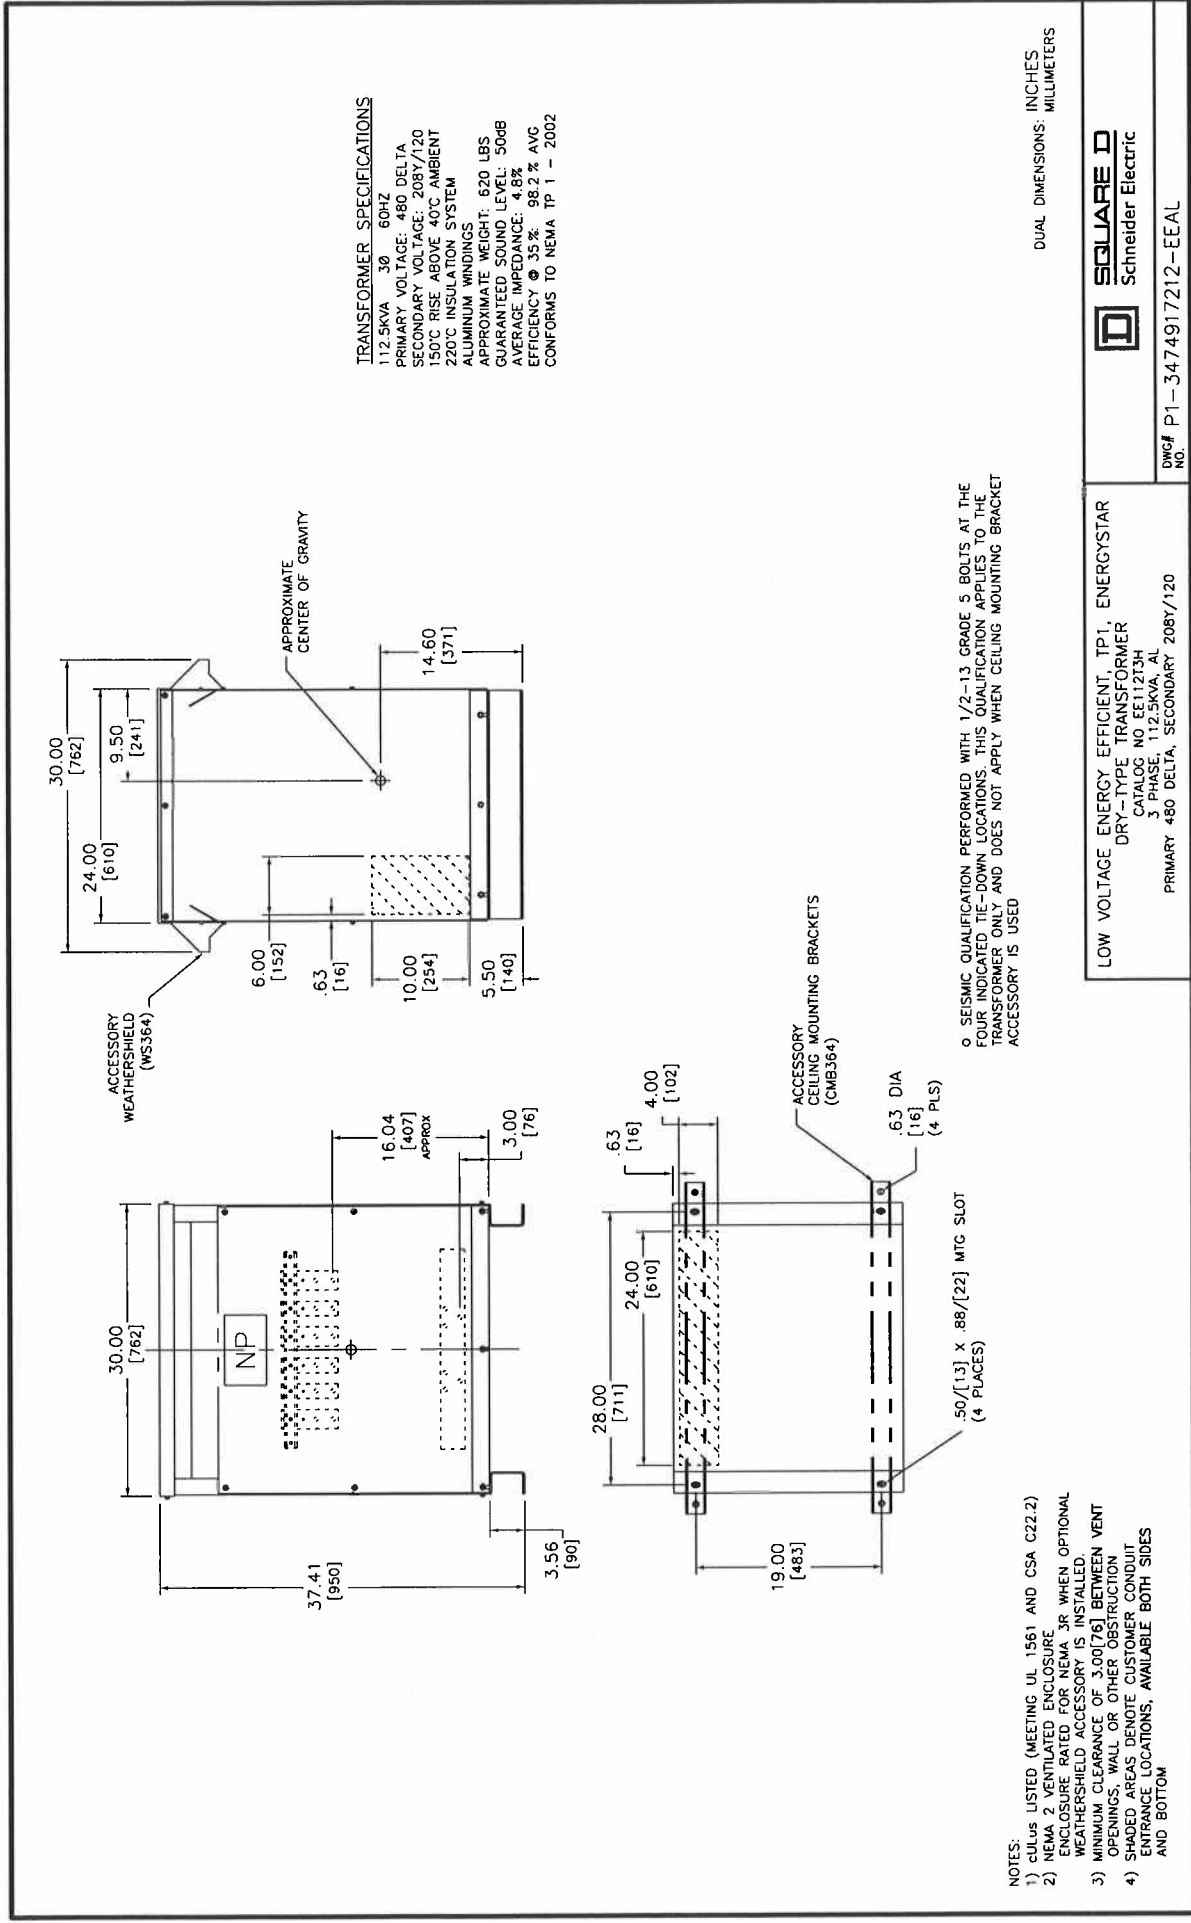 ACCESSORY
WEATHERSHIELD
(WS364)
30.00
[762]
24.00
[610]
9.50
[241]
APPROXIMATE
CENTER OF GRAVITY
6.00
[152]
.63
[16]
10.00
[254]
5.50
[140]
14.60
[371]
30.00
[762]
NP
37.41
[950]
16.04
[407]
APPROX
3.00
[76]
3.56
[90]
28.00
[711]
24.00
[610]
.63
[16]
4.00
[102]
19.00
[483]
ACCESSORY
CEILING MOUNTING BRACKETS
(CMB364)
.63 DIA
[16]
(4 PLS)
.50/[13] X .88/[22] MTG SLOT
(4 PLACES)
TRANSFORMER SPECIFICATIONS
112.5KVA 3Ø 60HZ
PRIMARY VOLTAGE: 480 DELTA
SECONDARY VOLTAGE: 208Y/120
150°C RISE ABOVE 40°C AMBIENT
220°C INSULATION SYSTEM
ALUMINUM WINDINGS
APPROXIMATE WEIGHT: 620 LBS
GUARANTEED SOUND LEVEL: 50dB
AVERAGE IMPEDANCE: 4.8%
EFFICIENCY @ 35%: 98.2 % AVG
CONFORMS TO NEMA TP 1 - 2002
NOTES:
1) cULus LISTED (MEETING UL 1561 AND CSA C22.2)
2) NEMA 2 VENTILATED ENCLOSURE
ENCLOSURE RATED FOR NEMA 3R WHEN OPTIONAL
WEATHERSHIELD ACCESSORY IS INSTALLED.
3) MINIMUM CLEARANCE OF 3.00[76] BETWEEN VENT
OPENINGS, WALL OR OTHER OBSTRUCTION
4) SHADED AREAS DENOTE CUSTOMER CONDUIT
ENTRANCE LOCATIONS, AVAILABLE BOTH SIDES
AND BOTTOM
o SEISMIC QUALIFICATION PERFORMED WITH 1/2-13 GRADE 5 BOLTS AT THE
FOUR INDICATED TIE-DOWN LOCATIONS. THIS QUALIFICATION APPLIES TO THE
TRANSFORMER ONLY AND DOES NOT APPLY WHEN CEILING MOUNTING BRACKET
ACCESSORY IS USED
DUAL DIMENSIONS: INCHES
MILLIMETERS
LOW VOLTAGE ENERGY EFFICIENT, TP1, ENERGYSTAR
DRY-TYPE TRANSFORMER
CATALOG NO EE112T3H
3 PHASE, 112.5KVA, AL
PRIMARY 480 DELTA, SECONDARY 208Y/120
D SQUARE D
Schneider Electric
DWG# NO. P1-3474917212-EEAL